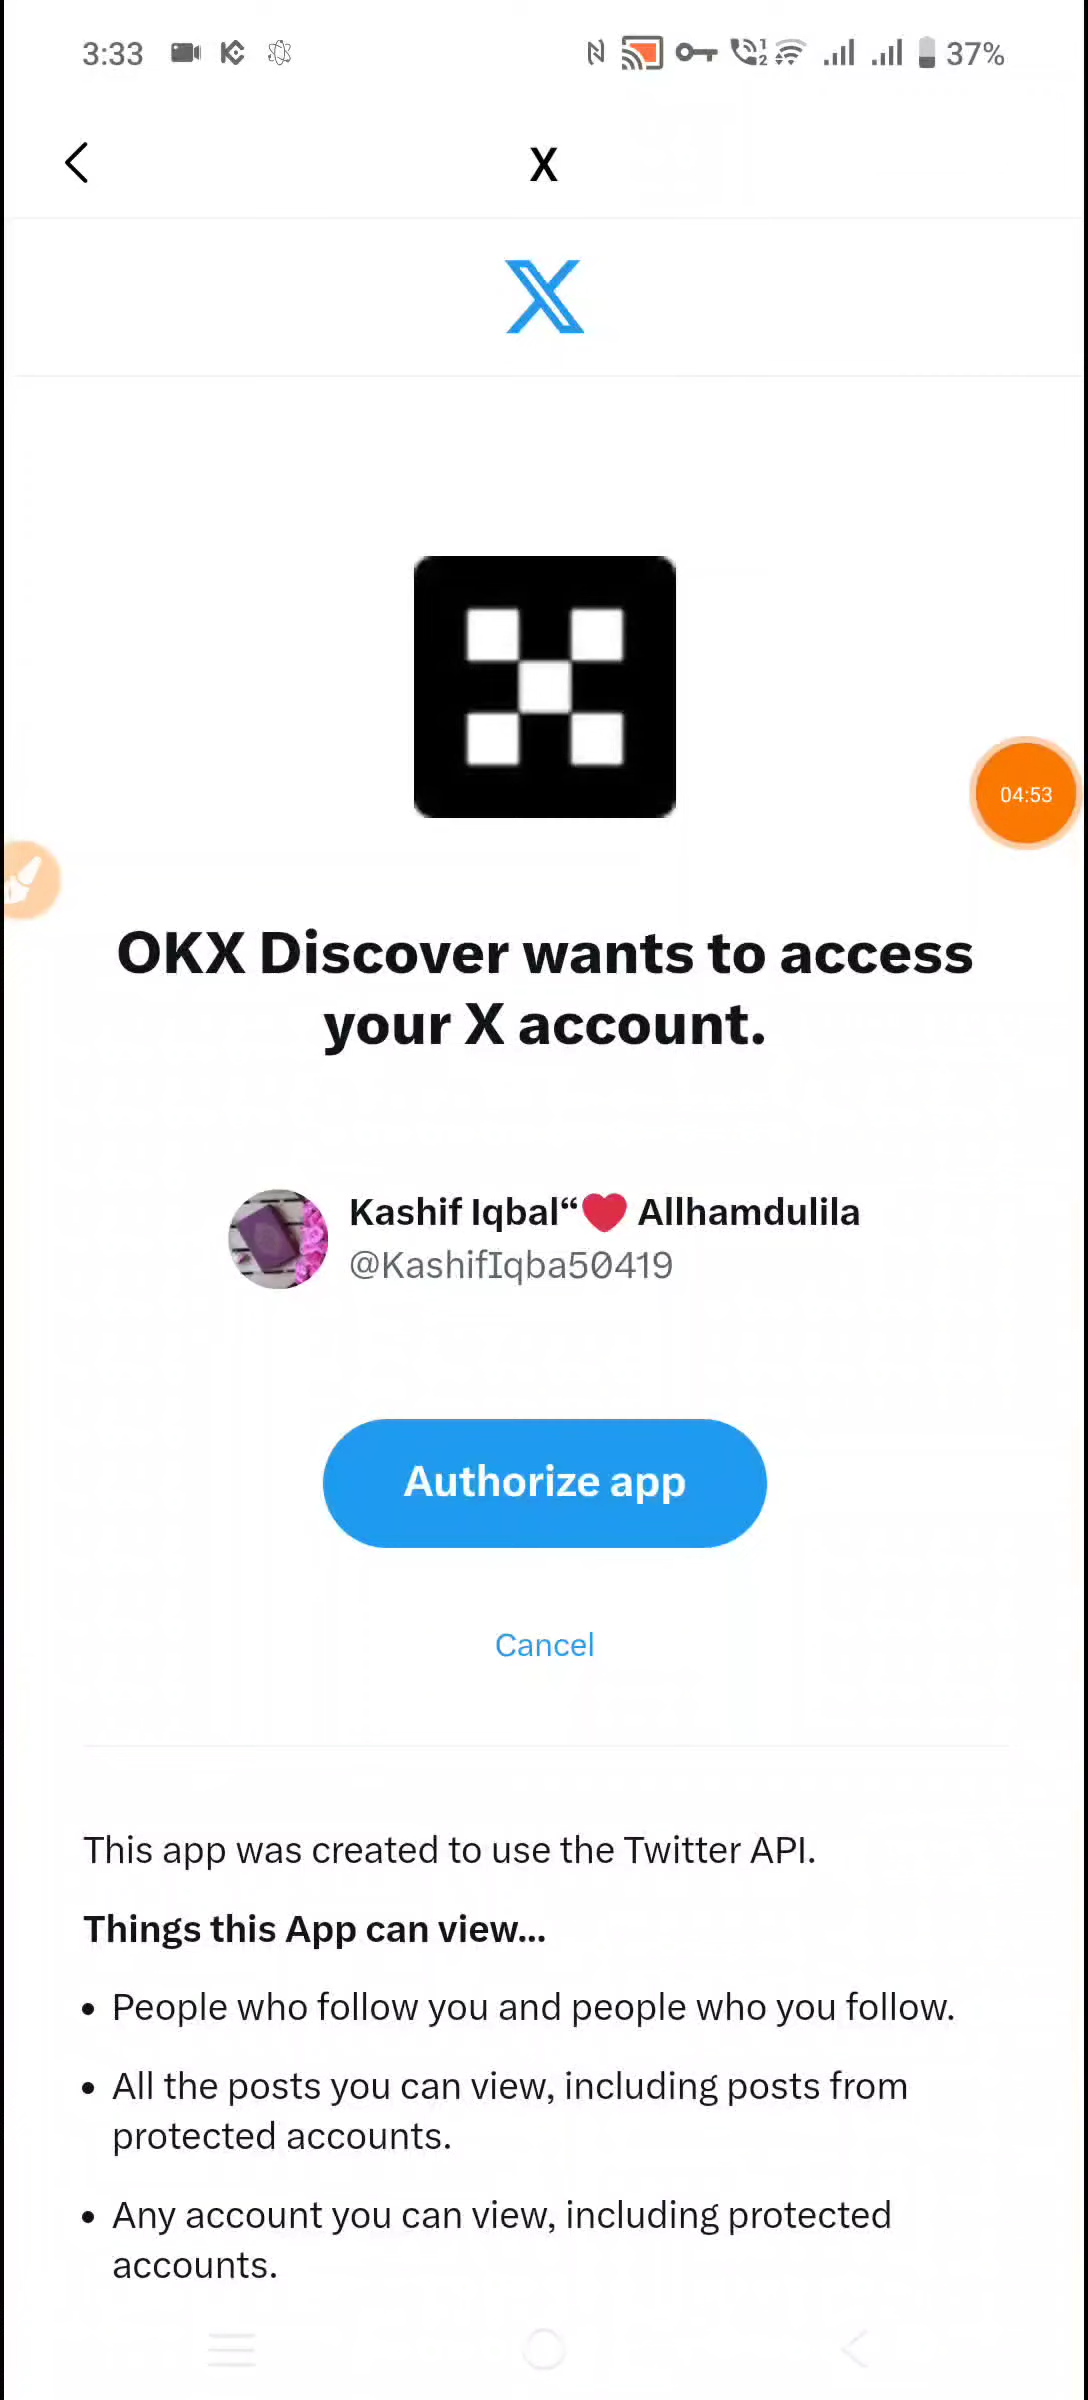 3:33
1
2
37%
X
04:53
OKX Discover wants to access
your X account.
Kashif Iqbal“❤️ Allhamdulila
@KashifIqba50419
Authorize app
Cancel
This app was created to use the Twitter API.
Things this App can view...
• People who follow you and people who you follow.
• All the posts you can view, including posts from
protected accounts.
• Any account you can view, including protected
accounts.